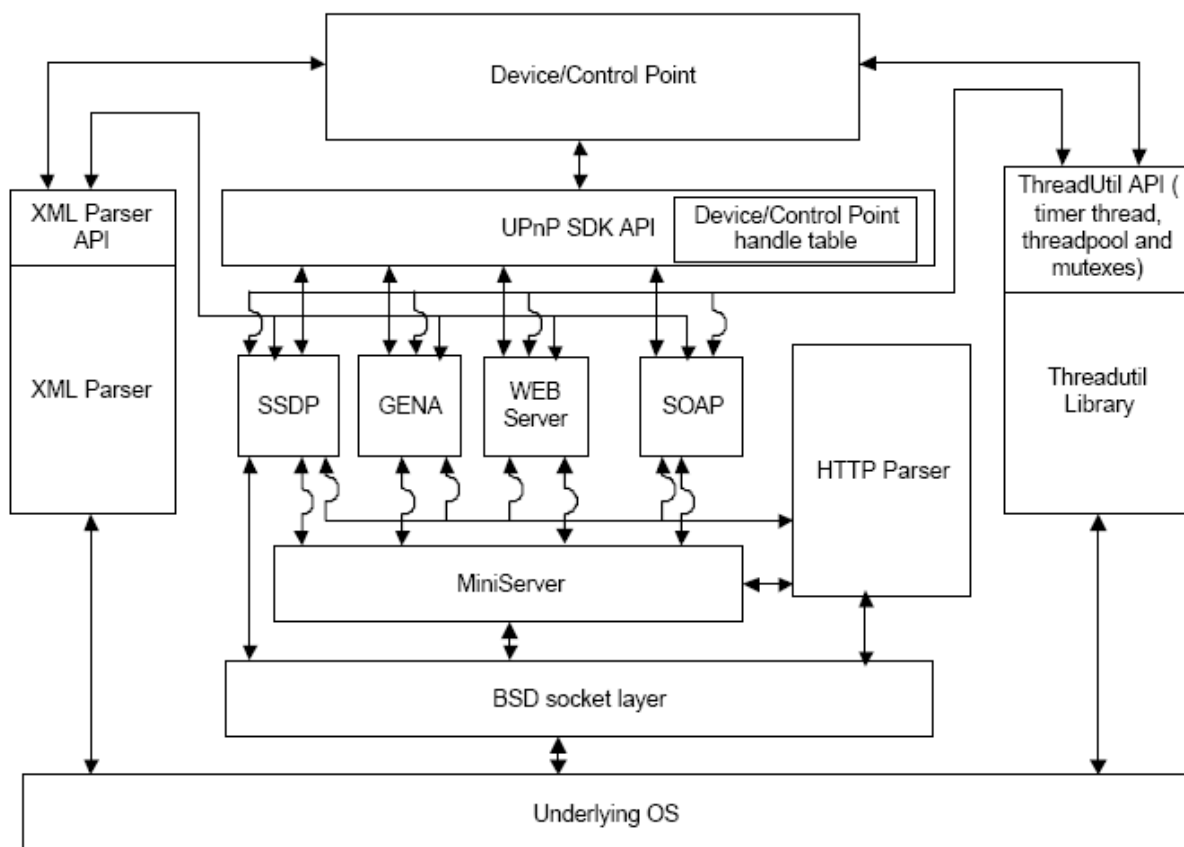 Device/Control Point
XML Parser
API
UPnP SDK API
Device/Control Point
handle table
ThreadUtil API (
timer thread,
threadpool and
mutexes)
XML Parser
SSDP
GENA
WEB
Server
SOAP
HTTP Parser
Threadutil
Library
MiniServer
BSD socket layer
Underlying OS